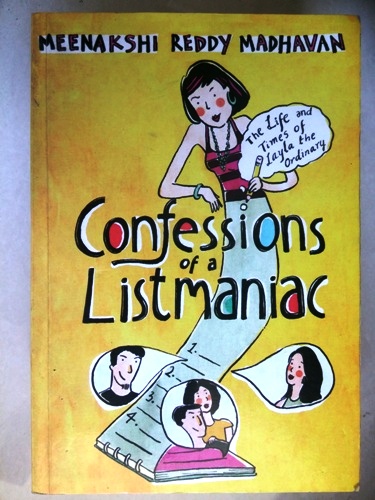 MEENAKSHI REDDY MADHAVAN
The Life and
Times of
Layla the
Ordinary
Confessions
of a
Listmaniac
1.
2.
3.
4.